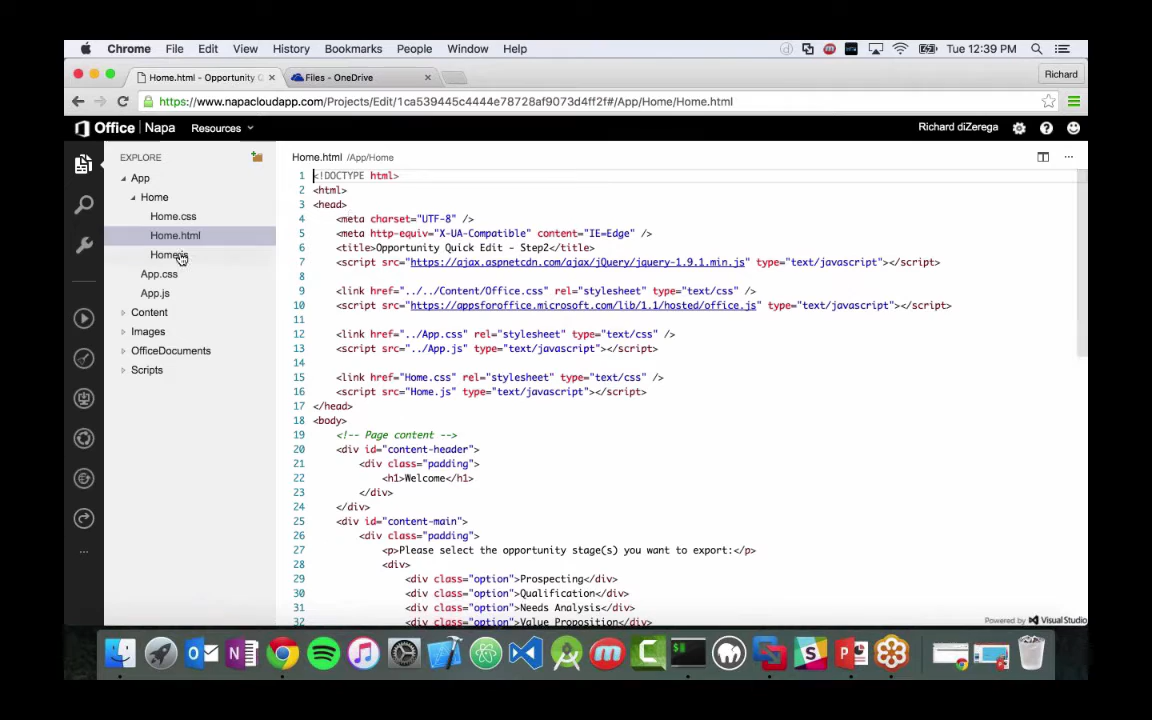 Chrome File Edit View History Bookmarks People Window Help Tue 12:39 PM
Home.html - Opportunity Files - OneDrive Richard
https://www.napacloudapp.com/Projects/Edit/1ca539445c4444e78728af9073d4ff2f#/App/Home/Home.html
Office Napa Resources Richard diZerega
EXPLORE
App
Home
Home.css
Home.html
App.css
App.js
Content
Images
OfficeDocuments
Scripts
Home.html /App/Home
1 <!DOCTYPE html>
2 <html>
3 <head>
4 <meta charset="UTF-8" />
5 <meta http-equiv="X-UA-Compatible" content="IE=Edge" />
6 <title>Opportunity Quick Edit - Step2</title>
7 <script src="https://ajax.aspnetcdn.com/ajax/jQuery/jquery-1.9.1.min.js" type="text/javascript"></script>
8
9 <link href="../../Content/Office.css" rel="stylesheet" type="text/css" />
10 <script src="https://appsforoffice.microsoft.com/lib/1.1/hosted/office.js" type="text/javascript"></script>
11
12 <link href="../App.css" rel="stylesheet" type="text/css" />
13 <script src="../App.js" type="text/javascript"></script>
14
15 <link href="Home.css" rel="stylesheet" type="text/css" />
16 <script src="Home.js" type="text/javascript"></script>
17 </head>
18 <body>
19 <!-- Page content -->
20 <div id="content-header">
21 <div class="padding">
22 <h1>Welcome</h1>
23 </div>
24 </div>
25 <div id="content-main">
26 <div class="padding">
27 <p>Please select the opportunity stage(s) you want to export:</p>
28 <div>
29 <div class="option">Prospecting</div>
30 <div class="option">Qualification</div>
31 <div class="option">Needs Analysis</div>
32 <div class="option">Value Proposition</div>
Powered by Visual Studio